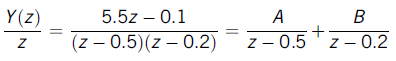 Y(z)/z = (5.5z – 0.1)/((z – 0.5)(z – 0.2)) = A/(z – 0.5) + B/(z – 0.2)